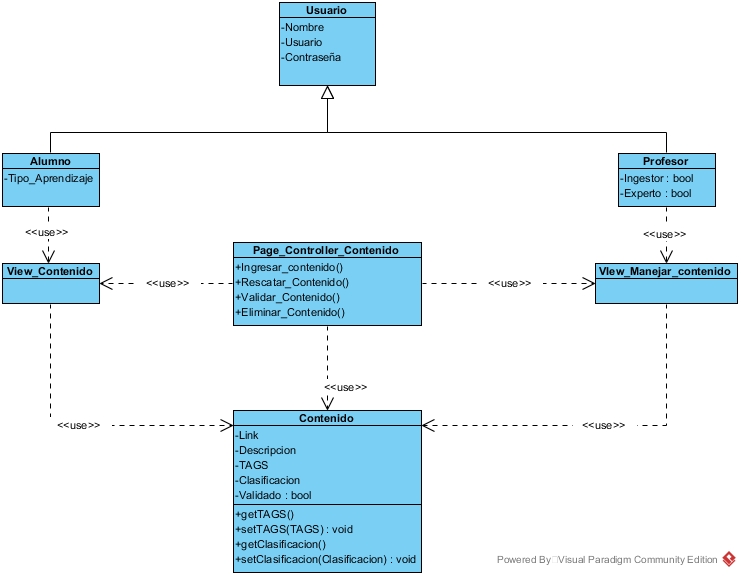 Usuario
-Nombre
-Usuario
-Contraseña
Alumno
-Tipo_Aprendizaje
Profesor
-Ingestor : bool
-Experto : bool
<<use>>
<<use>>
View_Contenido
Page_Controller_Contenido
+Ingresar_contenido()
+Rescatar_Contenido()
+Validar_Contenido()
+Eliminar_Contenido()
VIew_Manejar_contenido
<<use>>
<<use>>
<<use>>
<<use>>
<<use>>
Contenido
-Link
-Descripcion
-TAGS
-Clasificacion
-Validado : bool
+getTAGS()
+setTAGS(TAGS) : void
+getClasificacion()
+setClasificacion(Clasificacion) : void
Powered By Visual Paradigm Community Edition